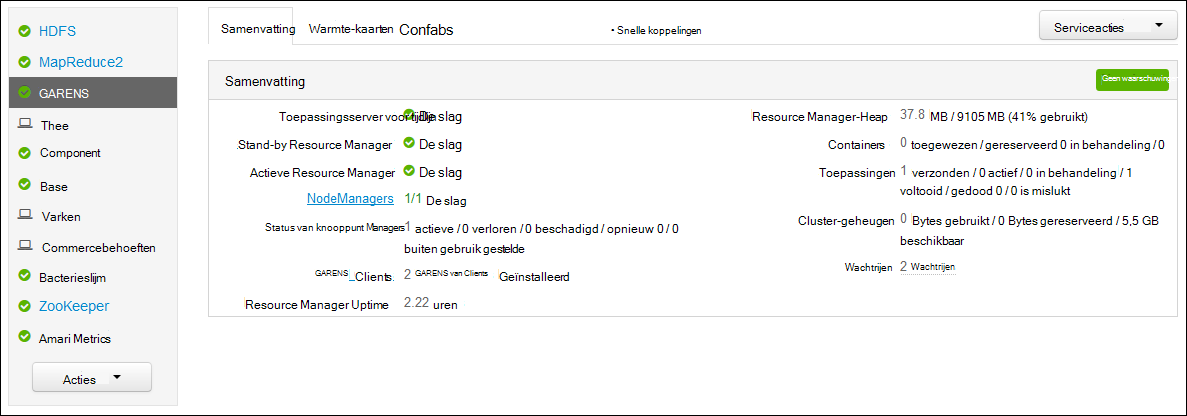 HDFS
MapReduce2
GARENS
Thee
Component
Base
Varken
Commercebehoeften
Bacterieslijm
ZooKeeper
Amari Metrics
Acties
Samenvatting Warmte-kaarten Confabs • Snelle koppelingen Serviceacties
Samenvatting Geen waarschuwingen
De slag
Stand-by Resource Manager De slag
Actieve Resource Manager De slag
NodeManagers 1/1 De slag
Status van knooppunt Managers 1 actieve / 0 verloren / 0 beschadigd / opnieuw 0 / 0
buiten gebruik gestelde
GARENS_Clients. 2 GARENS van Clients Geïnstalleerd
Resource Manager Uptime 2.22 uren
Resource Manager-Heap 37.8 MB / 9105 MB (41% gebruikt)
Containers 0 toegewezen / gereserveerd 0 in behandeling / 0
Toepassingen 1 verzonden / 0 actief / 0 in behandeling / 1
voltooid / gedood 0 / 0 is mislukt
Cluster-geheugen 0 Bytes gebruikt / 0 Bytes gereserveerd / 5,5 GB
beschikbaar
Wachtrijen 2 Wachtrijen